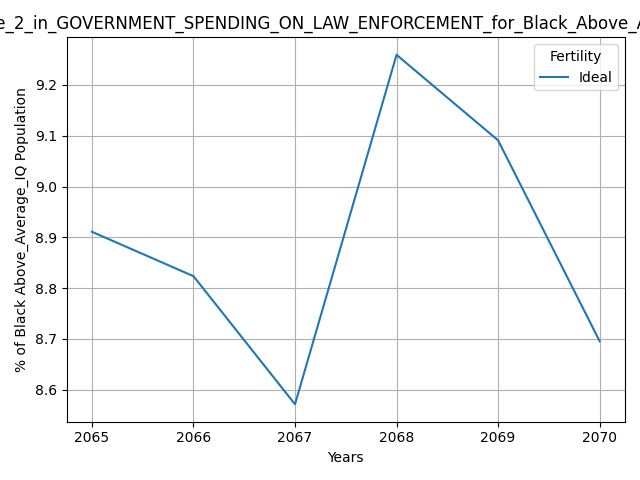 e_2_in_GOVERNMENT_SPENDING_ON_LAW_ENFORCEMENT_for_Black_Above_A
Fertility
Ideal
% of Black Above_Average_IQ Population
9.2
9.1
9.0
8.9
8.8
8.7
8.6
2065 2066 2067 2068 2069 2070
Years